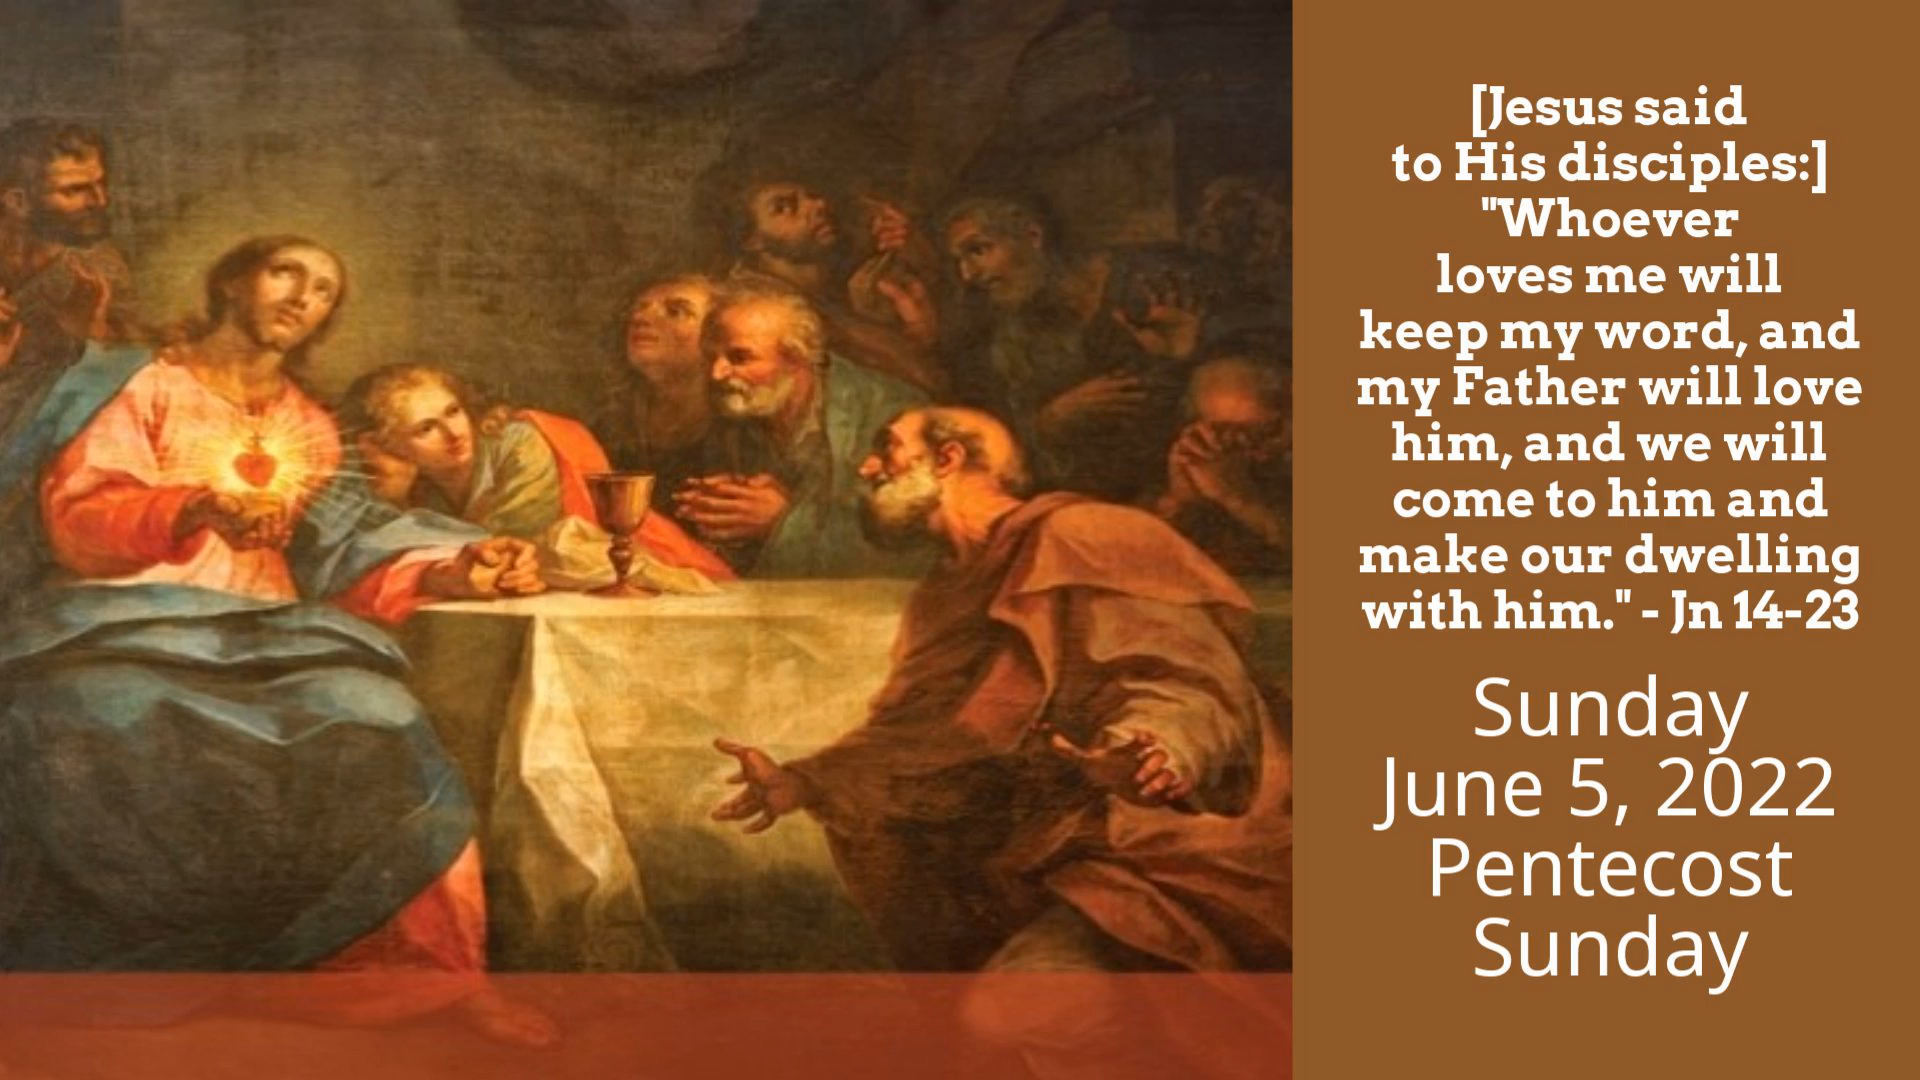 [Jesus said
to His disciples:]
"Whoever
loves me will
keep my word, and
my Father will love
him, and we will
come to him and
make our dwelling
with him." - Jn 14-23
Sunday
June 5, 2022
Pentecost
Sunday